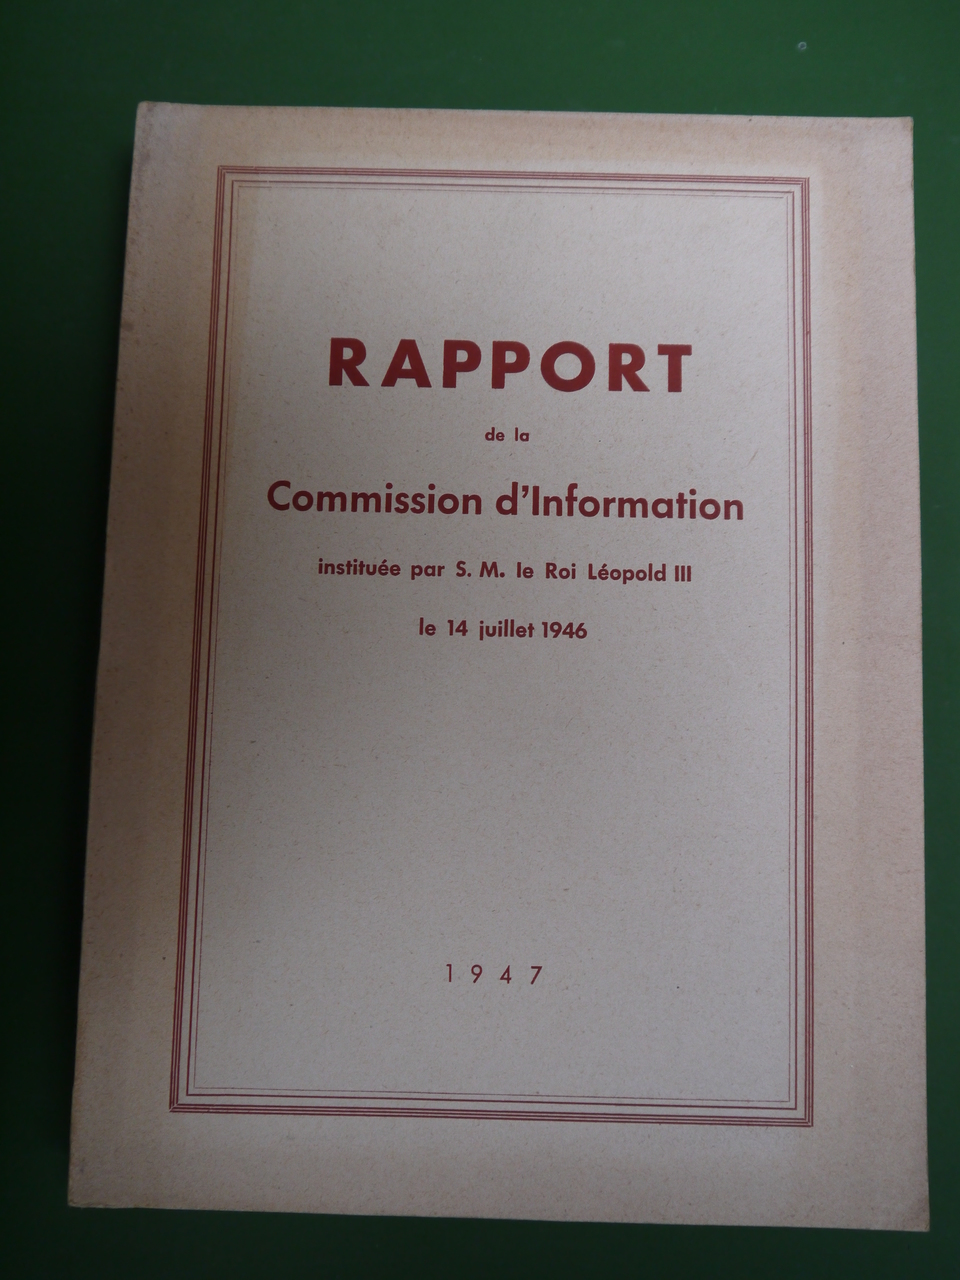 RAPPORT
de la
Commission d'Information
instituée par S. M. le Roi Léopold III
le 14 juillet 1946
1947